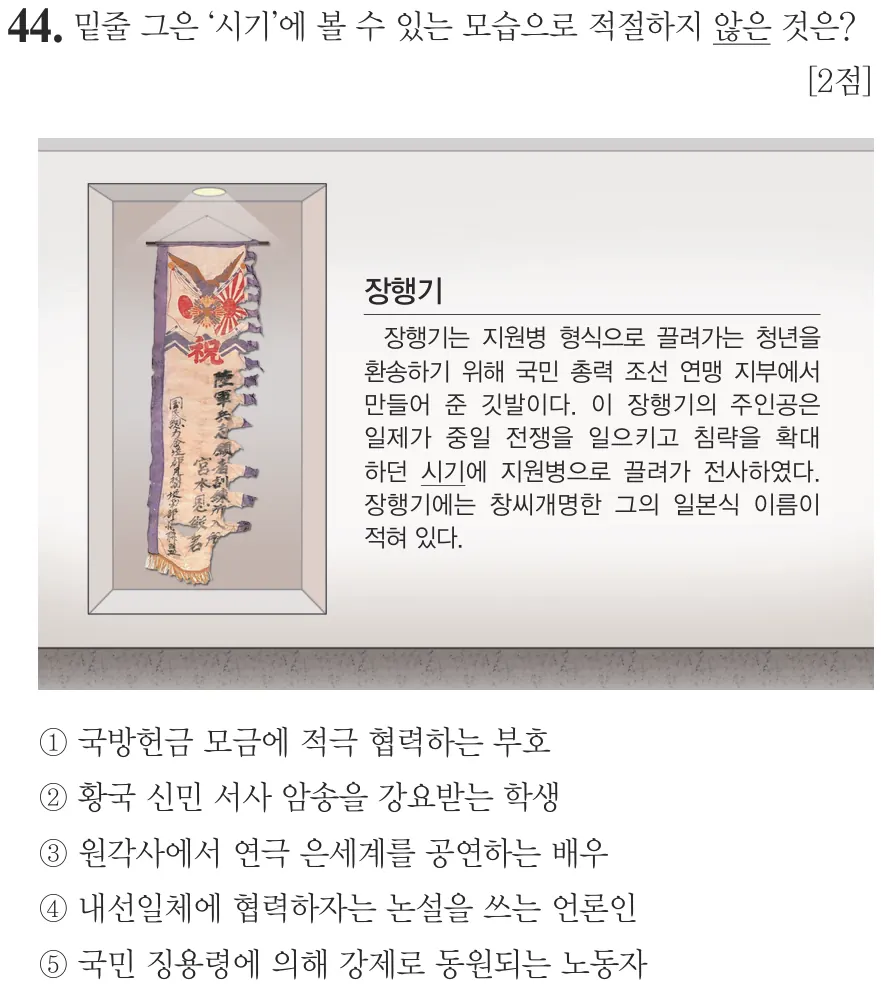 44. 밑줄 그은 ‘시기’에 볼 수 있는 모습으로 적절하지 않은 것은?
[2점]
祝
陸軍兵志願者訓練所入所
宮本恩
장행기
장행기는 지원병 형식으로 끌려가는 청년을
환송하기 위해 국민 총력 조선 연맹 지부에서
만들어 준 깃발이다. 이 장행기의 주인공은
일제가 중일 전쟁을 일으키고 침략을 확대
하던 시기에 지원병으로 끌려가 전사하였다.
장행기에는 창씨개명한 그의 일본식 이름이
적혀 있다.
① 국방헌금 모금에 적극 협력하는 부호
② 황국 신민 서사 암송을 강요받는 학생
③ 원각사에서 연극 은세계를 공연하는 배우
④ 내선일체에 협력하자는 논설을 쓰는 언론인
⑤ 국민 징용령에 의해 강제로 동원되는 노동자